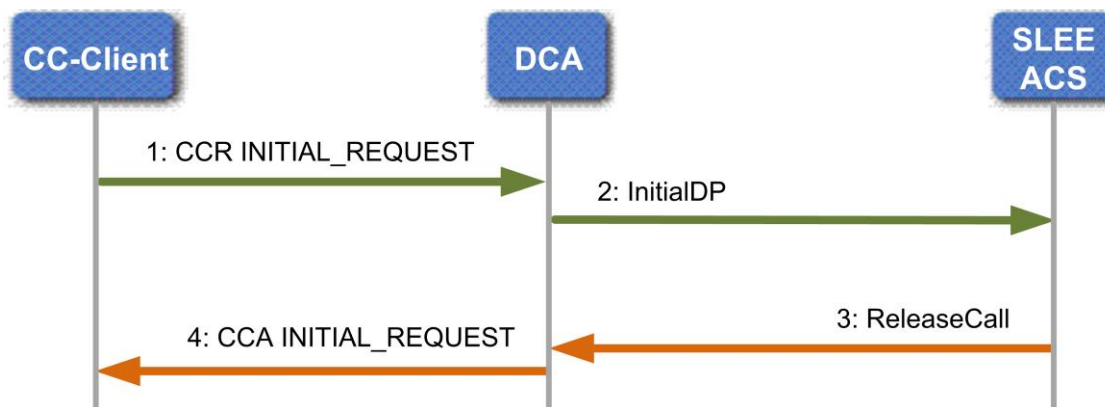 CC-Client
DCA
SLEE
ACS
1: CCR INITIAL_REQUEST
2: InitialDP
3: ReleaseCall
4: CCA INITIAL_REQUEST